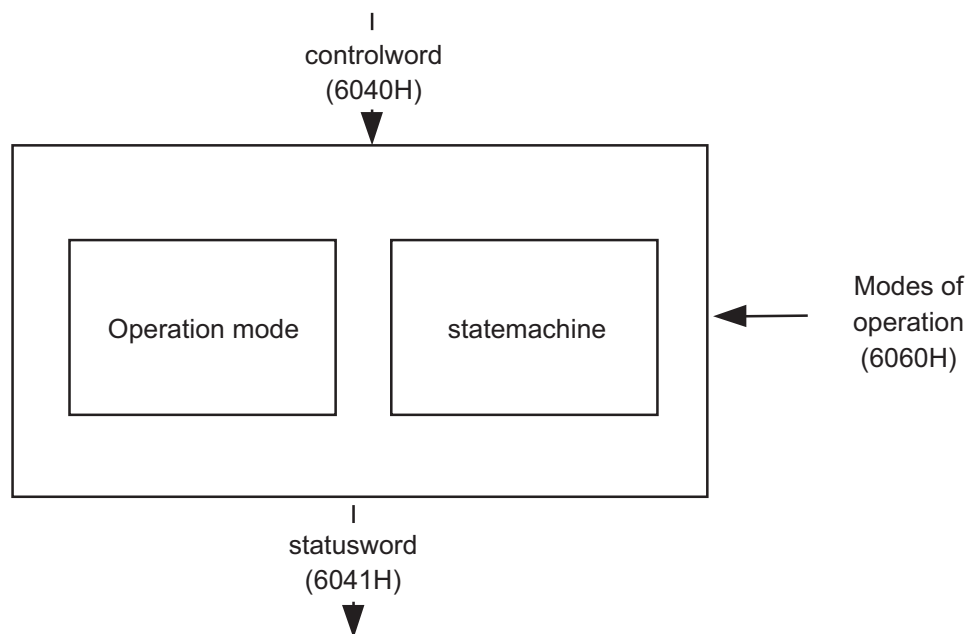 controlword
(6040H)
Operation mode
statemachine
Modes of
operation
(6060H)
statusword
(6041H)